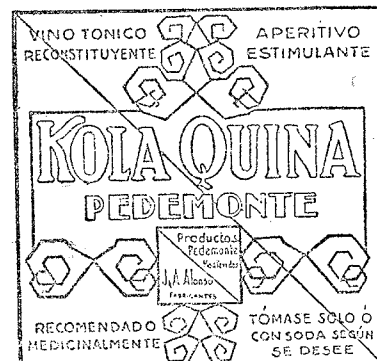 VINO TONICO
RECONSTITUYENTE
APERITIVO
ESTIMULANTE
KOLA QUINA
PEDEMONTE
Productos
Pedemonte
J. y A. Alonso
FABRICANTES
RECOMENDADO
MEDICINALMENTE
TÓMASE SOLO Ó
CON SODA SEGÚN
SE DESEE